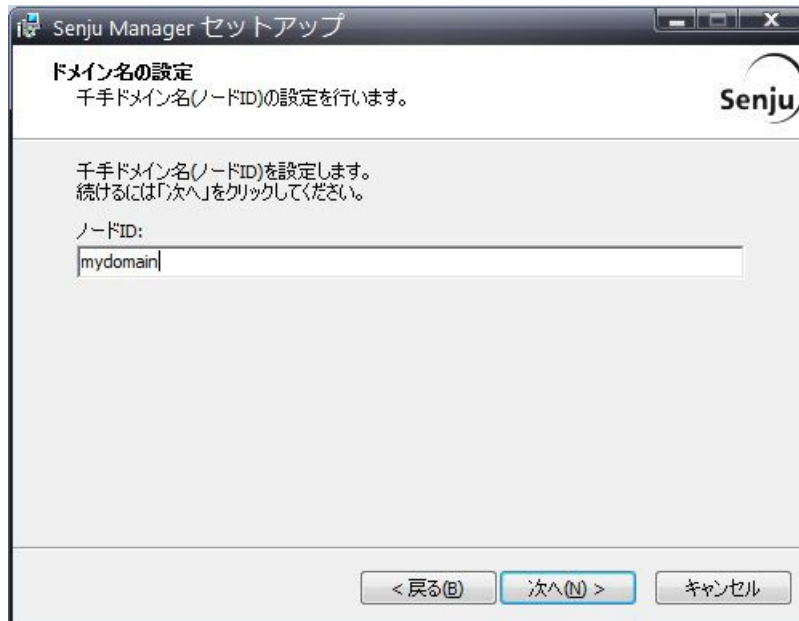 Senju Manager セットアップ
ドメイン名の設定
千手ドメイン名(ノードID)の設定を行います。
Senju
千手ドメイン名(ノードID)を設定します。
続けるには「次へ」をクリックしてください。
ノードID:
mydomain
< 戻る(B)
次へ(N) >
キャンセル